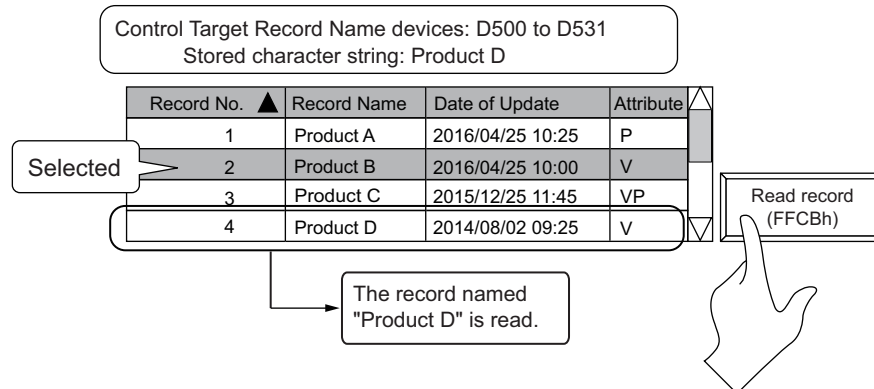 Control Target Record Name devices: D500 to D531
Stored character string: Product D
Record No. ▲ Record Name Date of Update Attribute
1 Product A 2016/04/25 10:25 P
Selected
2 Product B 2016/04/25 10:00 V
3 Product C 2015/12/25 11:45 VP
4 Product D 2014/08/02 09:25 V
Read record
(FFCBh)
The record named
"Product D" is read.